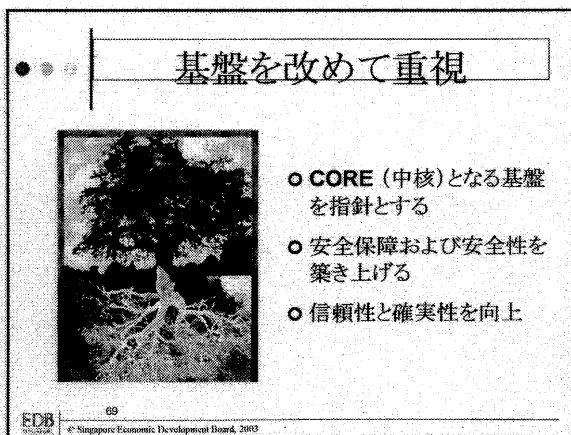 基盤を改めて重視
CORE（中核）となる基盤
を指針とする
安全保障および安全性を
築き上げる
信頼性と確実性を向上
69
EDB
© Singapore Economic Development Board, 2003